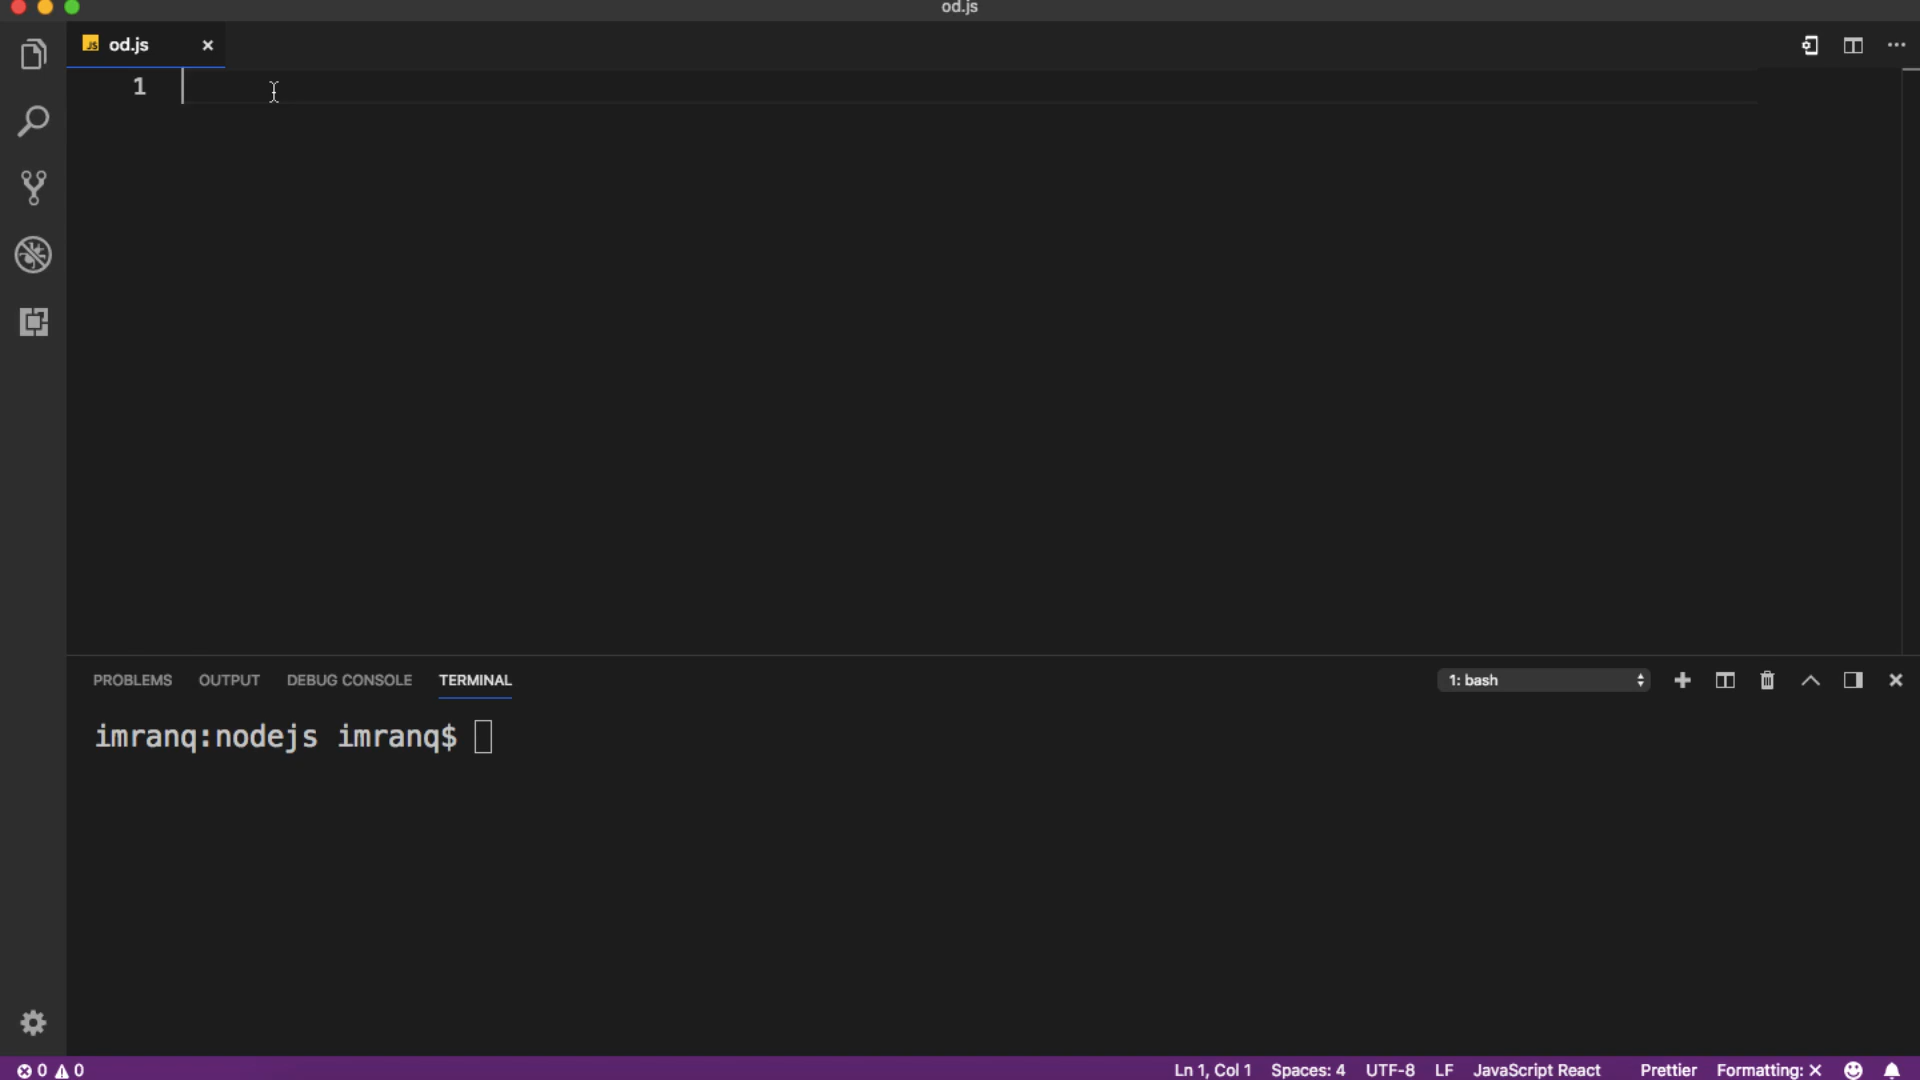 od.js
JS od.js
1
PROBLEMS OUTPUT DEBUG CONSOLE TERMINAL 1: bash
imranq:nodejs imranq$
0 0 Ln 1, Col 1 Spaces: 4 UTF-8 LF JavaScript React Prettier Formatting: